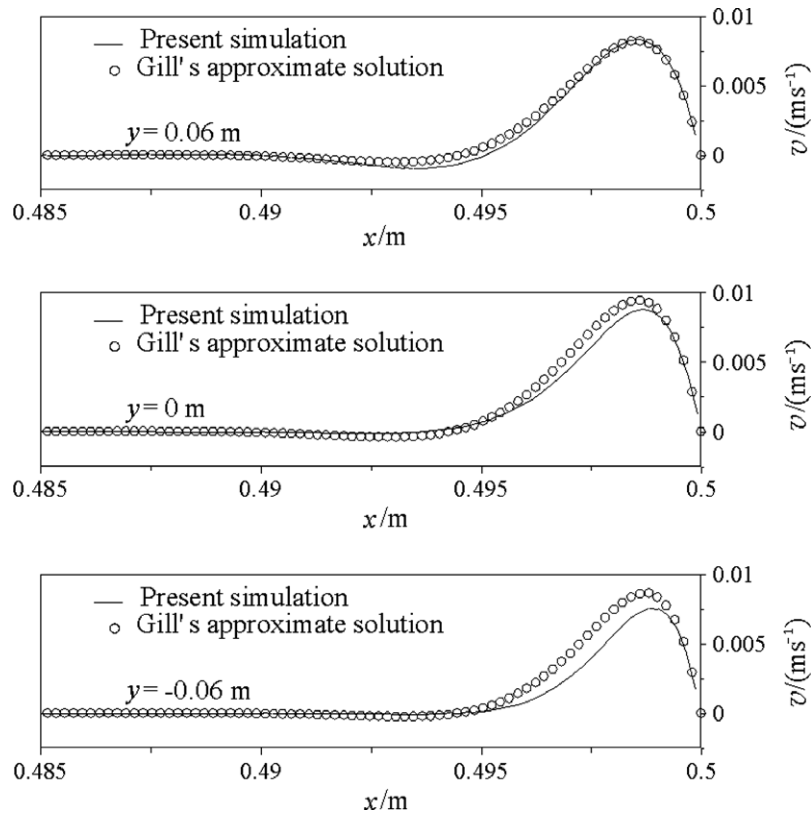 0.01
Present simulation
Gill's approximate solution
0.005
y= 0.06 m
0
v/(ms⁻¹)
0.485 0.49 0.495 0.5
x/m
0.01
Present simulation
Gill's approximate solution
0.005
y= 0 m
0
v/(ms⁻¹)
0.485 0.49 0.495 0.5
x/m
0.01
Present simulation
Gill's approximate solution
0.005
y= -0.06 m
0
v/(ms⁻¹)
0.485 0.49 0.495 0.5
x/m